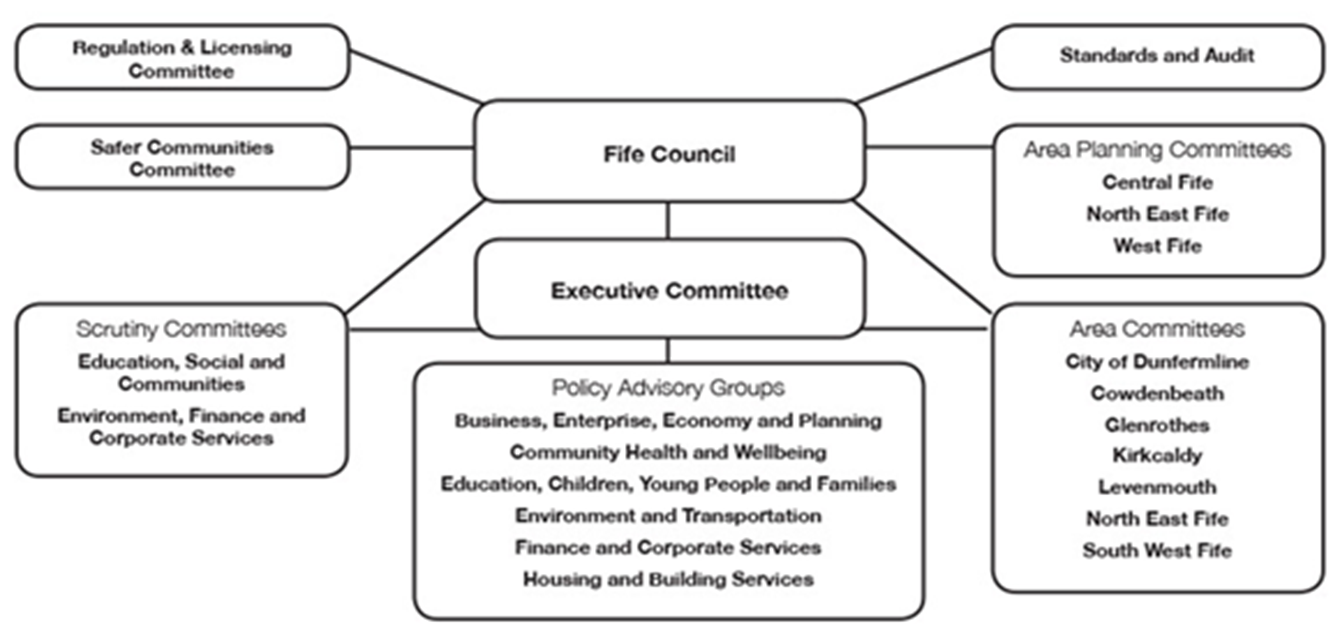 Regulation & Licensing
Committee
Safer Communities
Committee
Fife Council
Standards and Audit
Area Planning Committees
Central Fife
North East Fife
West Fife
Executive Committee
Scrutiny Committees
Education, Social and
Communities
Environment, Finance and
Corporate Services
Policy Advisory Groups
Business, Enterprise, Economy and Planning
Community Health and Wellbeing
Education, Children, Young People and Families
Environment and Transportation
Finance and Corporate Services
Housing and Building Services
Area Committees
City of Dunfermline
Cowdenbeath
Glenrothes
Kirkcaldy
Levenmouth
North East Fife
South West Fife